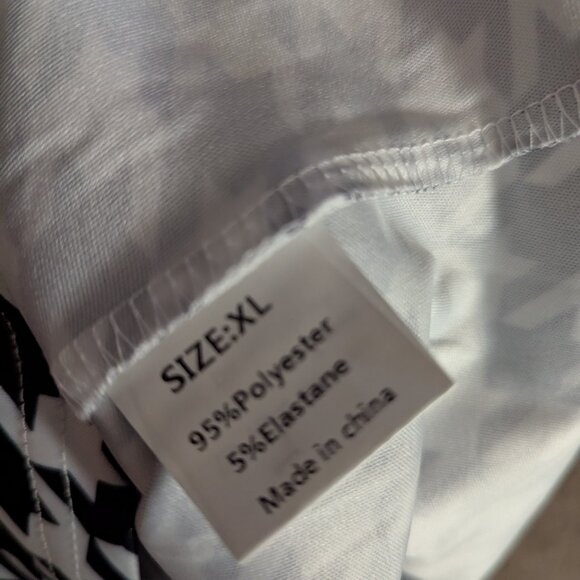 SIZE:XL
95%Polyester
5%Elastane
Made in china